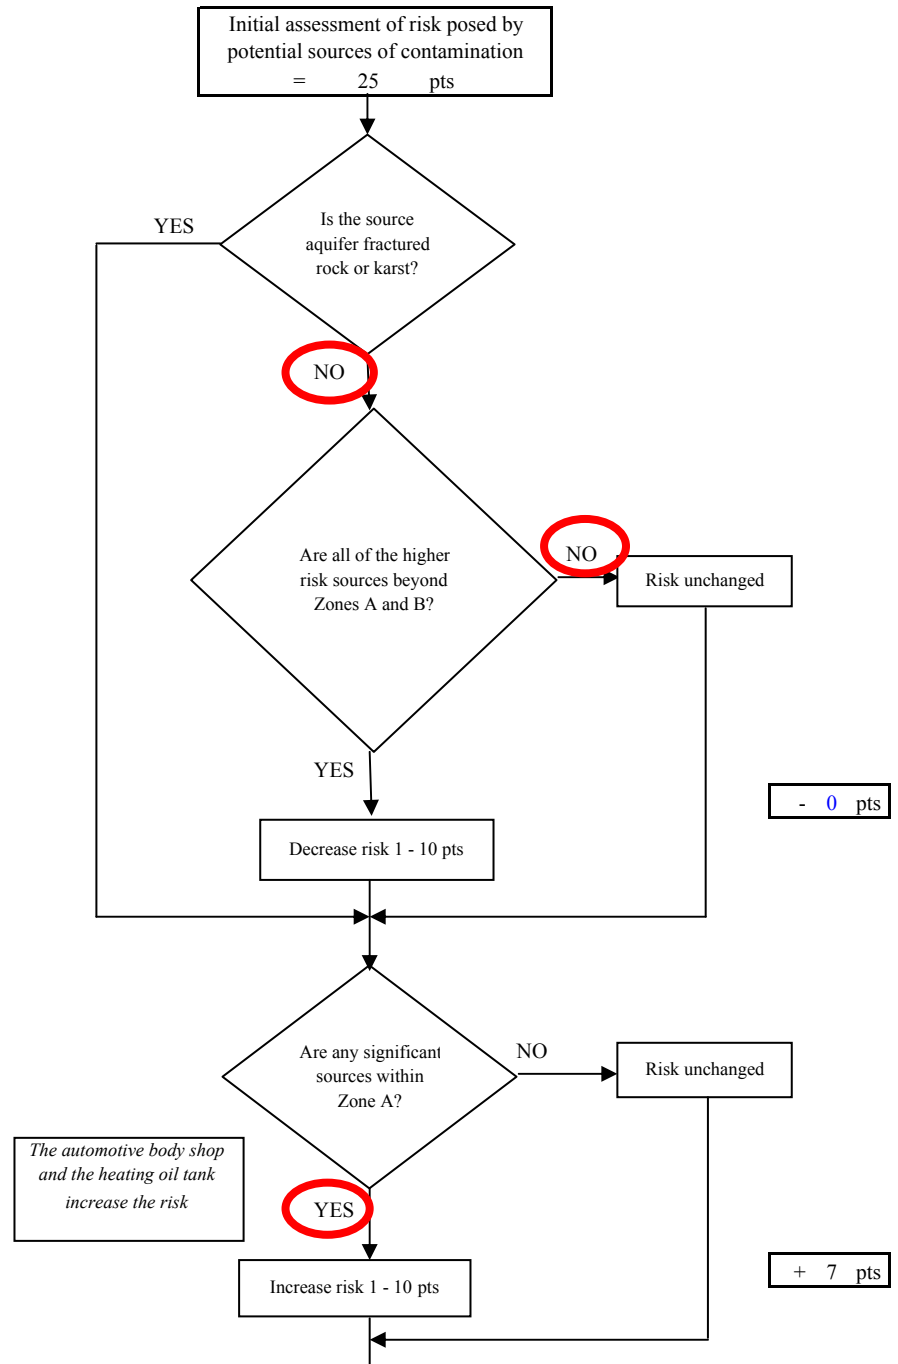 Initial assessment of risk posed by
potential sources of contamination
= 25 pts
YES
Is the source
aquifer fractured
rock or karst?
NO
Are all of the higher
risk sources beyond
Zones A and B?
NO
Risk unchanged
YES
- 0 pts
Decrease risk 1 - 10 pts
Are any significant
sources within
Zone A?
NO
Risk unchanged
The automotive body shop
and the heating oil tank
increase the risk
YES
+ 7 pts
Increase risk 1 - 10 pts